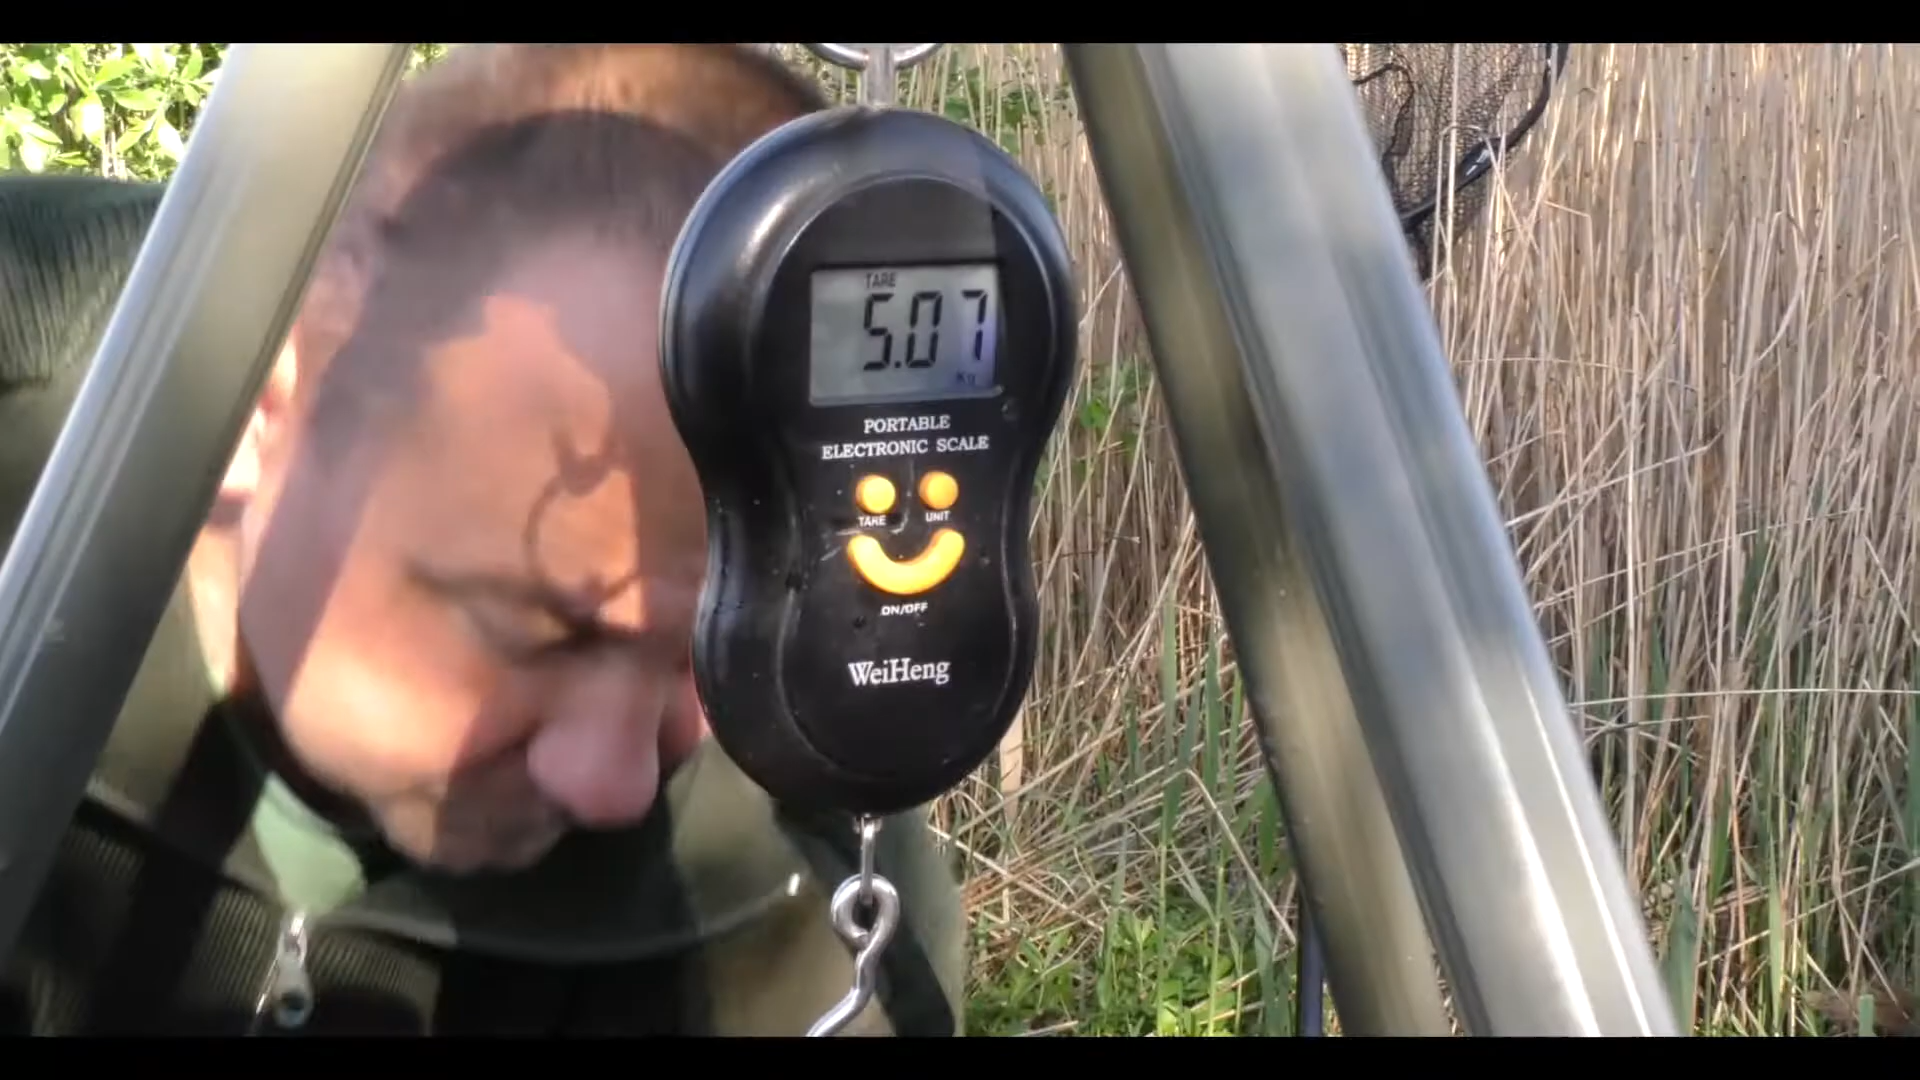 TARE
5.07
Kg
PORTABLE
ELECTRONIC SCALE
TARE UNIT
ON/OFF
WeiHeng